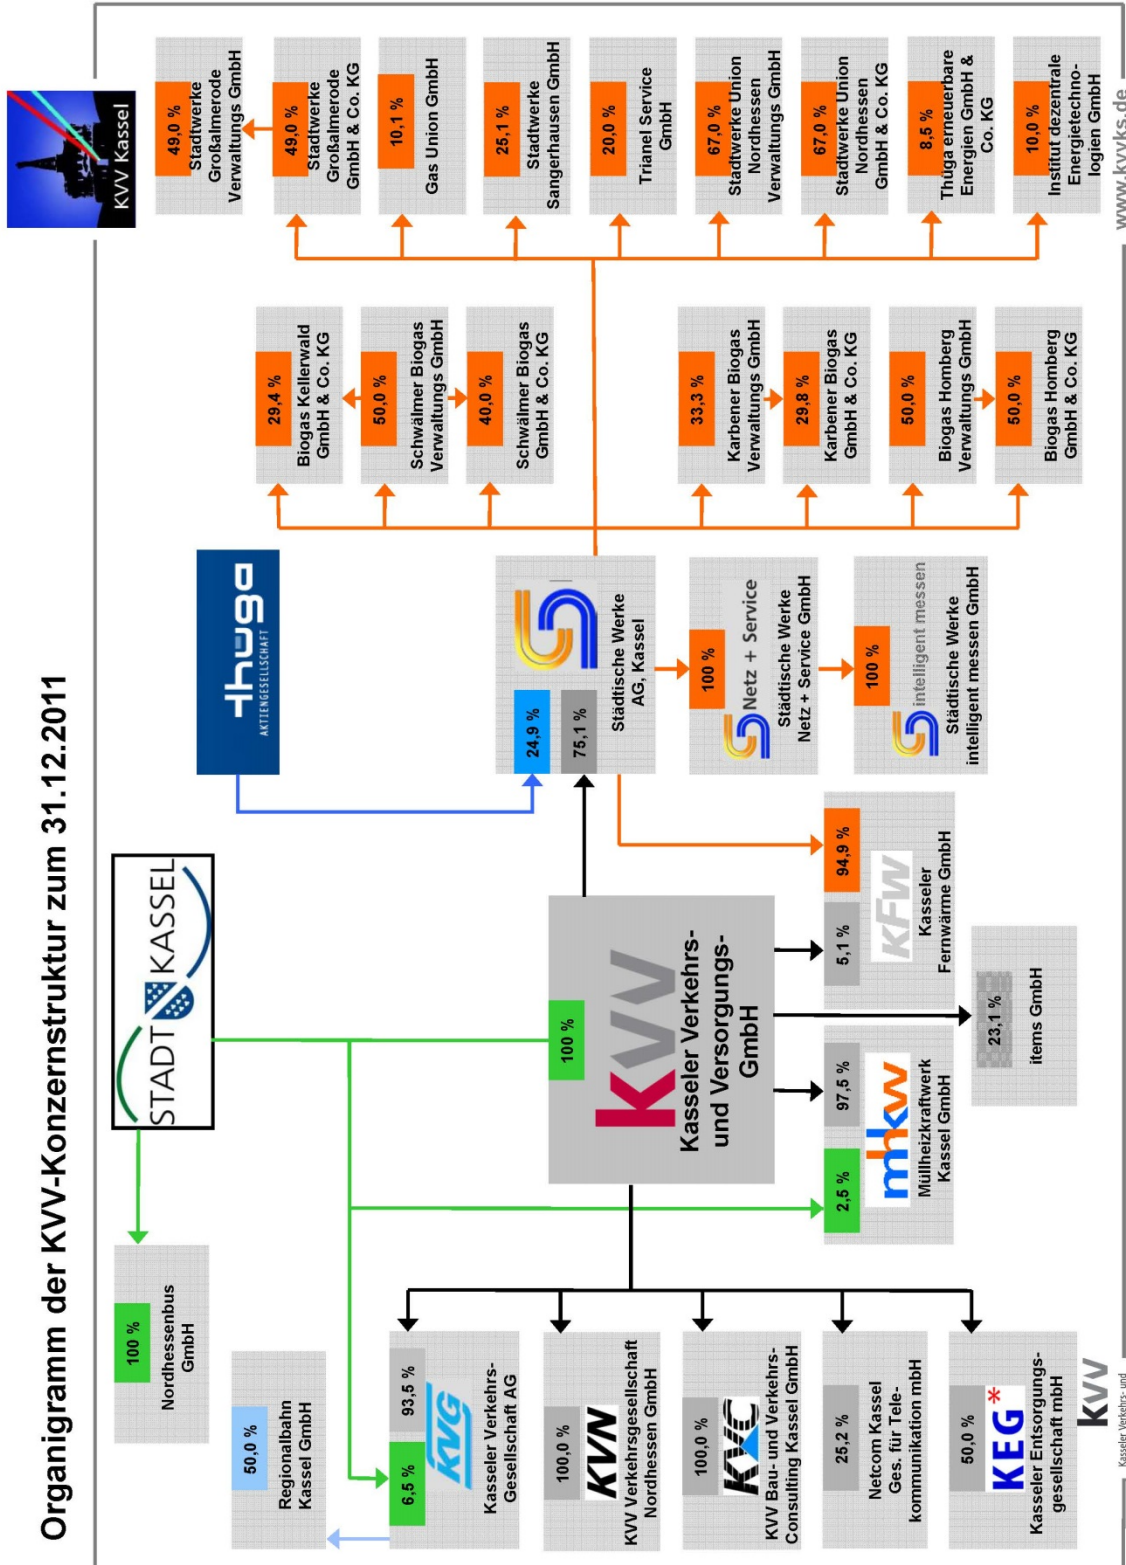 Organigramm der KVV-Konzernstruktur zum 31.12.2011
KVV Kassel
STADT KASSEL
thüga
AKTIENGESELLSCHAFT
100 %
Nordhessenbus
GmbH
50,0 %
Regionalbahn
Kassel GmbH
6,5 %
93,5 %
KVG
Kasseler Verkehrs-
Gesellschaft AG
100,0 %
KVN
KVV Verkehrsgesellschaft
Nordhessen GmbH
100,0 %
KVC
KVV Bau- und Verkehrs-
Consulting Kassel GmbH
25,2 %
Netcom Kassel
Ges. für Tele-
kommunikation mbH
50,0 %
KEG*
Kasseler Entsorgungs-
gesellschaft mbH
100 %
KVV
Kasseler Verkehrs-
und Versorgungs-
GmbH
2,5 %
97,5 %
mhkw
Müllheizkraftwerk
Kassel GmbH
23,1 %
items GmbH
5,1 %
94,9 %
KFW
Kasseler
Fernwärme GmbH
24,9 %
75,1 %
Städtische Werke
AG, Kassel
100 %
Netz + Service
Städtische Werke
Netz + Service GmbH
100 %
intelligent messen
Städtische Werke
intelligent messen GmbH
29,4 %
Biogas Kellerwald
GmbH & Co. KG
50,0 %
Schwälmer Biogas
Verwaltungs GmbH
40,0 %
Schwälmer Biogas
GmbH & Co. KG
33,3 %
Karbener Biogas
Verwaltungs GmbH
29,8 %
Karbener Biogas
GmbH & Co. KG
50,0 %
Biogas Homberg
Verwaltungs GmbH
50,0 %
Biogas Homberg
GmbH & Co. KG
49,0 %
Stadtwerke
Großalmerode
Verwaltungs GmbH
49,0 %
Stadtwerke
Großalmerode
GmbH & Co. KG
10,1 %
Gas Union GmbH
25,1 %
Stadtwerke
Sangerhausen GmbH
20,0 %
Trianel Service
GmbH
67,0 %
Stadtwerke Union
Nordhessen
Verwaltungs GmbH
67,0 %
Stadtwerke Union
Nordhessen
GmbH & Co. KG
8,5 %
Thüga erneuerbare
Energien GmbH &
Co. KG
10,0 %
Institut dezentrale
Energietechno-
logien GmbH
kvv
Kasseler Verkehrs- und
www.kvvks.de